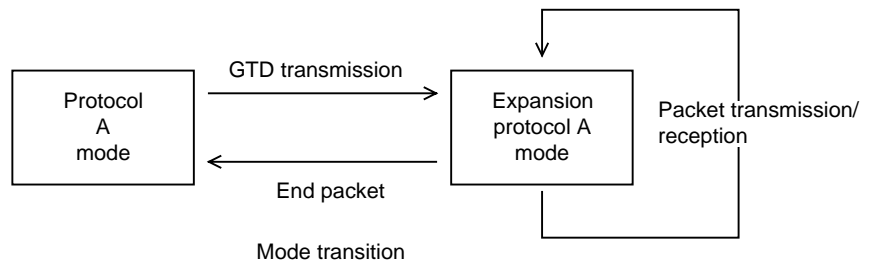 GTD transmission
Protocol
A
mode
Expansion
protocol A
mode
Packet transmission/
reception
End packet
Mode transition